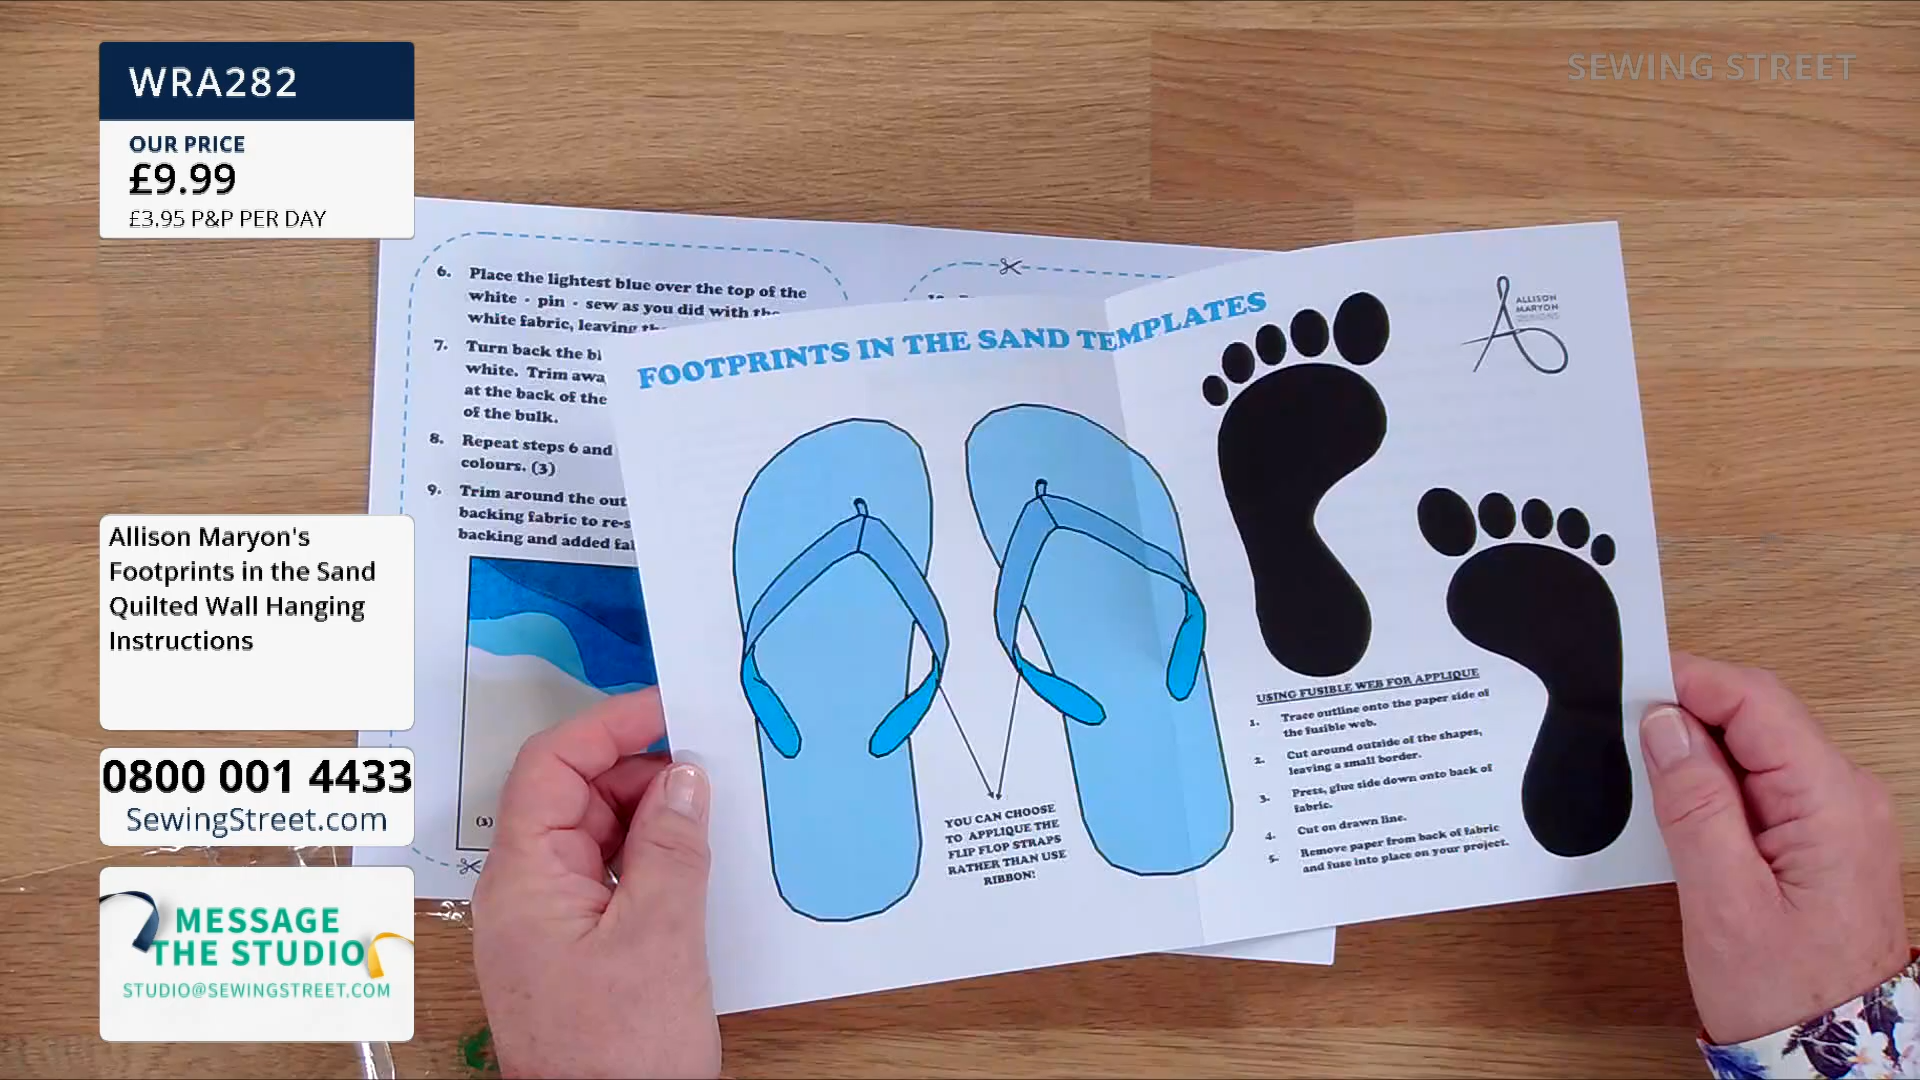 WRA282
OUR PRICE
£9.99
£3.95 P&P PER DAY
SEWING STREET
Allison Maryon's
Footprints in the Sand
Quilted Wall Hanging
Instructions
0800 001 4433
SewingStreet.com
MESSAGE
THE STUDIO
STUDIO@SEWINGSTREET.COM
6. Place the lightest blue over the top of the
white - pin - sew as you did with the
white fabric, leaving
7. Turn back the
white. Trim
at the back of the
of the bulk.
8. Repeat steps 6 and
colours. (3)
9. Trim around the
backing fabric to
backing and added
(3)
FOOTPRINTS IN THE SAND TEMPLATES
ALLISON
MARYON
DESIGNS
YOU CAN CHOOSE
TO APPLIQUE THE
FLIP FLOP STRAPS
RATHER THAN USE
RIBBON!
USING FUSIBLE WEB FOR APPLIQUE
1. Trace outline onto the paper side of
the fusible web.
2. Cut around outside of the shapes,
leaving a small border.
3. Press, glue side down onto back of
fabric.
4. Cut on drawn line.
5. Remove paper from back of fabric
and fuse into place on your project.